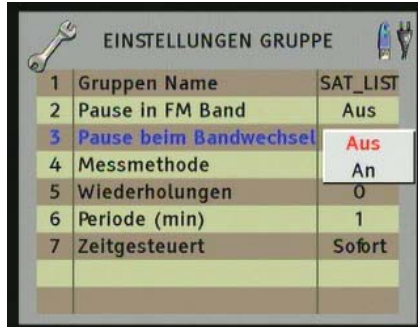 EINSTELLUNGEN GRUPPE
1 Gruppen Name SAT_LIST
2 Pause in FM Band Aus
3 Pause beim Bandwechsel Aus
An
4 Messmethode
5 Wiederholungen 0
6 Periode (min) 1
7 Zeitgesteuert Sofort